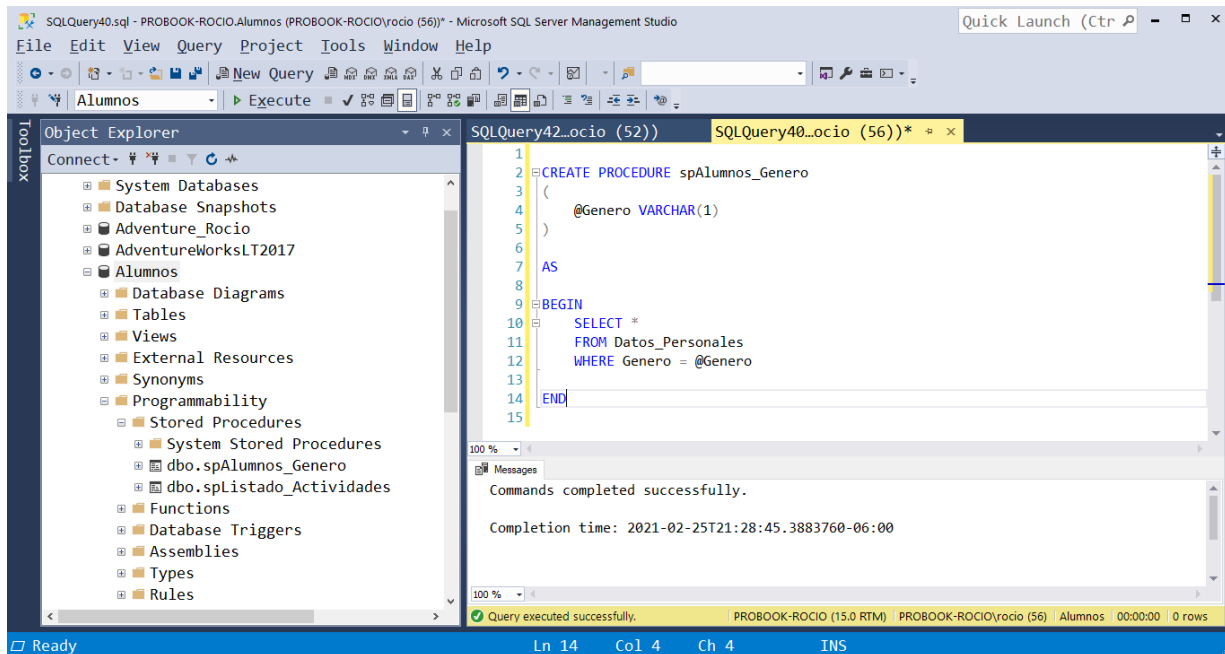 SQLQuery40.sql - PROBOOK-ROCIO.Alumnos (PROBOOK-ROCIO\rocio (56))* - Microsoft SQL Server Management Studio
Quick Launch (Ctr
File Edit View Query Project Tools Window Help
New Query
Alumnos
Execute
Toolbox
Object Explorer
Connect
System Databases
Database Snapshots
Adventure_Rocio
AdventureWorksLT2017
Alumnos
Database Diagrams
Tables
Views
External Resources
Synonyms
Programmability
Stored Procedures
System Stored Procedures
dbo.spAlumnos_Genero
dbo.spListado_Actividades
Functions
Database Triggers
Assemblies
Types
Rules
SQLQuery42...ocio (52))
SQLQuery40...ocio (56))*
1
2 CREATE PROCEDURE spAlumnos_Genero
3 (
4 @Genero VARCHAR(1)
5 )
6
7 AS
8
9 BEGIN
10 SELECT *
11 FROM Datos_Personales
12 WHERE Genero = @Genero
13
14 END
15
100 %
Messages
Commands completed successfully.
Completion time: 2021-02-25T21:28:45.3883760-06:00
100 %
Query executed successfully.
PROBOOK-ROCIO (15.0 RTM) PROBOOK-ROCIO\rocio (56) Alumnos 00:00:00 0 rows
Ready
Ln 14 Col 4 Ch 4 INS